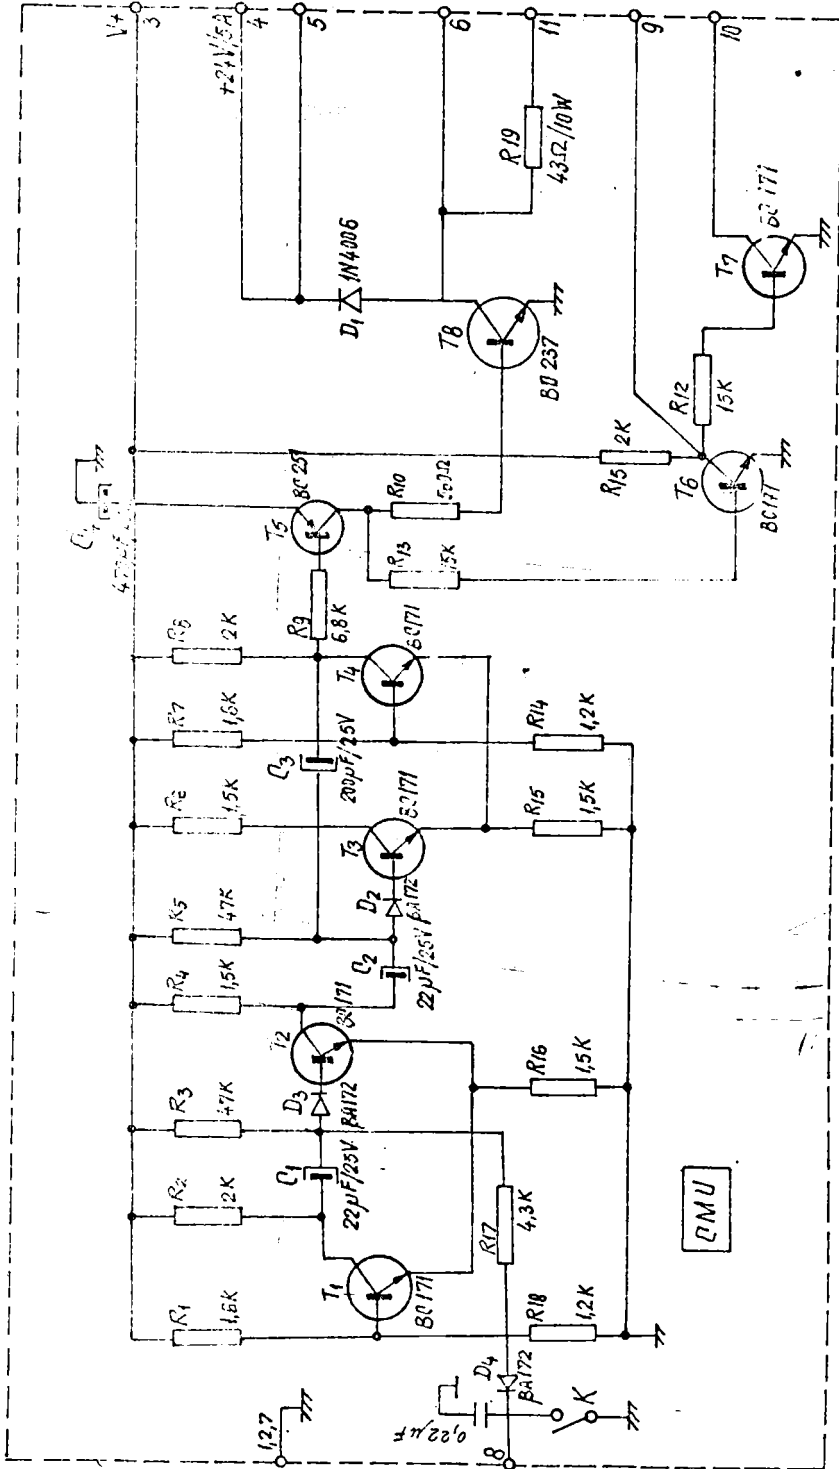 V+
3
+24V/5A
4
5
6
11
9
10
R19
43Ω/10W
D1
1N4006
T8
BD 237
T7
R12
15K
R15
2K
T6
BC171
T5
BC251
R10
R13
R9
6,8K
R8
2K
R7
1,6K
T4
BC171
C3
200µF/25V
R14
1,2K
R6
1,5K
T3
BC171
R15
1,5K
D2
BA172
R5
47K
C2
22µF/25V
R4
1,5K
T2
BC171
D3
BA172
R16
1,5K
R3
47K
C1
22µF/25V
R2
2K
R17
4,3K
T1
BC171
R1
1,6K
R18
1,2K
D4
BA172
CMU
1,2,7
0,22µF
K
8